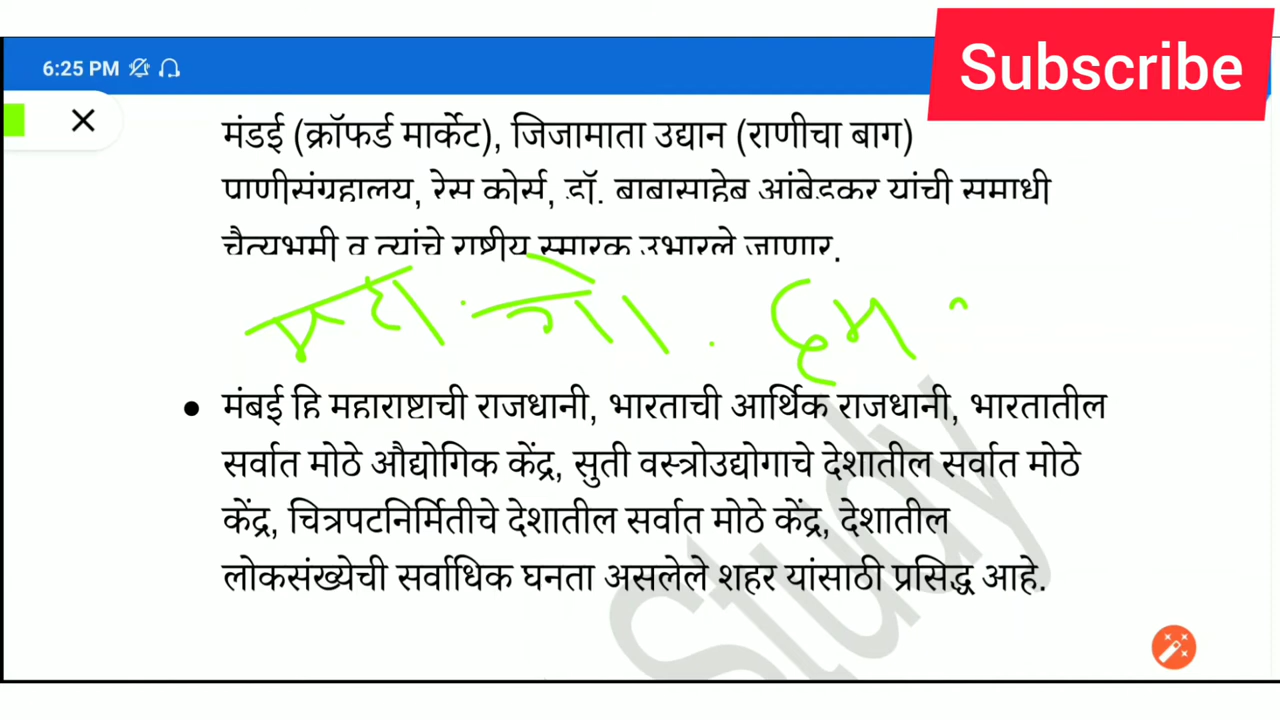 Subscribe
6:25 PM
मंडई (क्रॉफर्ड मार्केट), जिजामाता उद्यान (राणीचा बाग)
प्राणीसंग्रहालय, रेस कोर्स, डॉ. बाबासाहेब आंबेडकर यांची समाधी
चैत्यभूमी व त्यांचे राष्ट्रीय स्मारक उभारले जाणार.
• मंबई हि महाराष्टाची राजधानी, भारताची आर्थिक राजधानी, भारतातील
सर्वात मोठे औद्योगिक केंद्र, सुती वस्त्रोउद्योगाचे देशातील सर्वात मोठे
केंद्र, चित्रपटनिर्मितीचे देशातील सर्वात मोठे केंद्र, देशातील
लोकसंख्येची सर्वाधिक घनता असलेले शहर यांसाठी प्रसिद्ध आहे.
Study